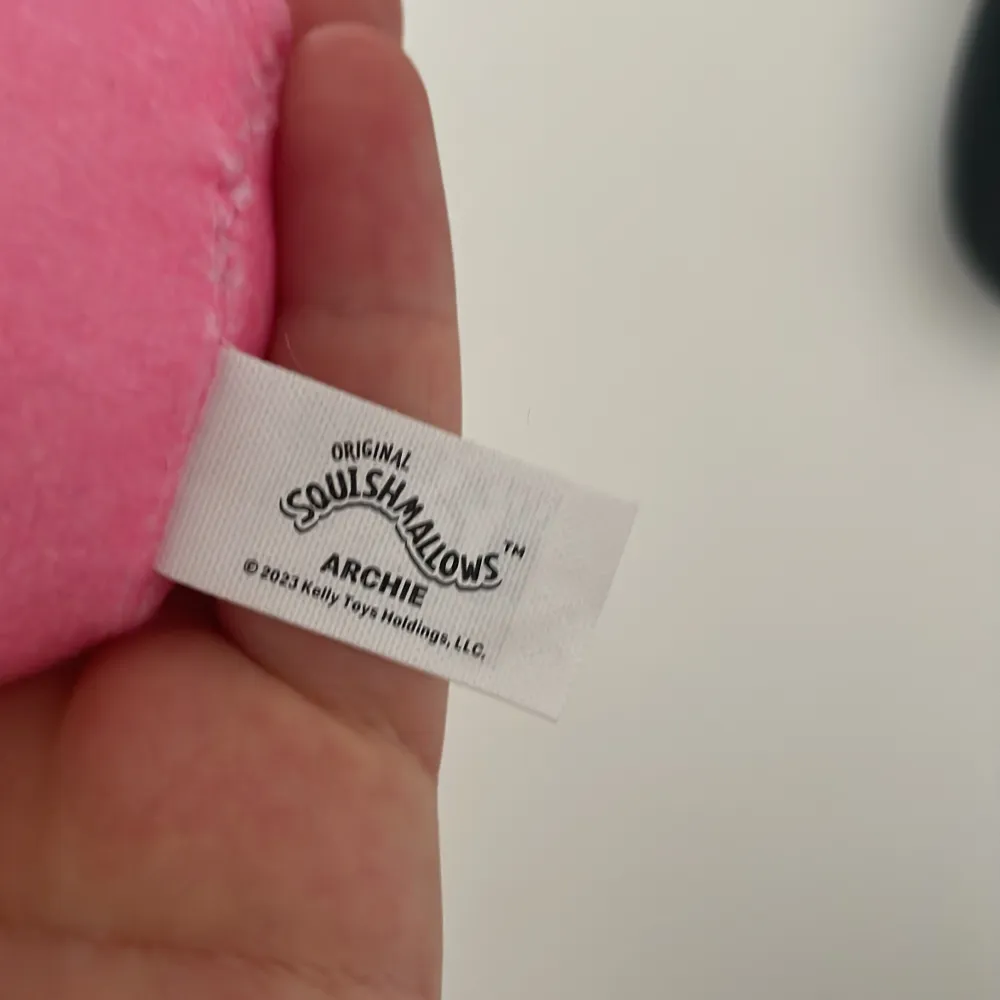 ORIGINAL
SQUISHMALLOWS™
ARCHIE
© 2023 Kelly Toys Holdings, LLC.